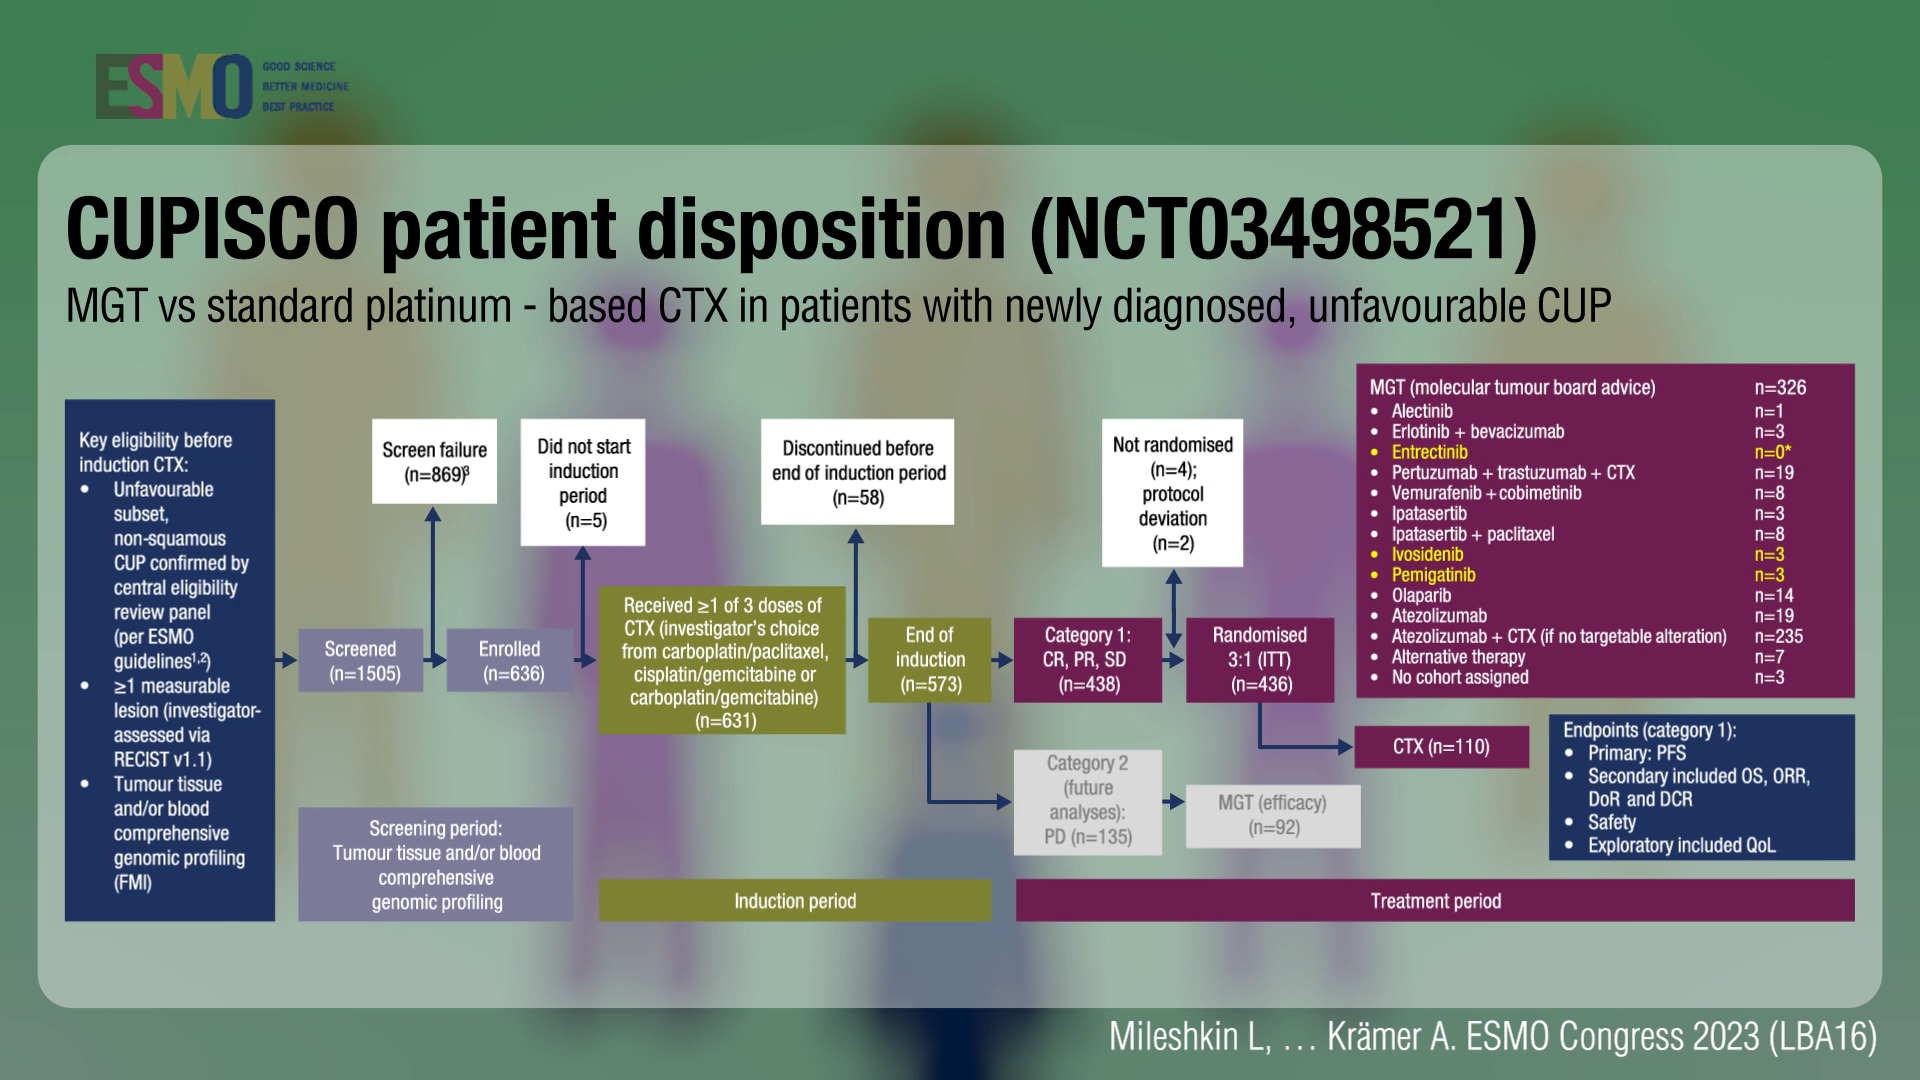 ESMO
GOOD SCIENCE
BETTER MEDICINE
BEST PRACTICE
CUPISCO patient disposition (NCT03498521)
MGT vs standard platinum - based CTX in patients with newly diagnosed, unfavourable CUP
Key eligibility before
induction CTX:
• Unfavourable
subset,
non-squamous
CUP confirmed by
central eligibility
review panel
(per ESMO
guidelines¹,²)
• ≥1 measurable
lesion (investigator-
assessed via
RECIST v1.1)
• Tumour tissue
and/or blood
comprehensive
genomic profiling
(FMI)
Screen failure
(n=869)ᵝ
Did not start
induction
period
(n=5)
Discontinued before
end of induction period
(n=58)
Not randomised
(n=4);
protocol
deviation
(n=2)
Screened
(n=1505)
Enrolled
(n=636)
Received ≥1 of 3 doses of
CTX (investigator's choice
from carboplatin/paclitaxel,
cisplatin/gemcitabine or
carboplatin/gemcitabine)
(n=631)
End of
induction
(n=573)
Category 1:
CR, PR, SD
(n=438)
Randomised
3:1 (ITT)
(n=436)
MGT (molecular tumour board advice) n=326
• Alectinib n=1
• Erlotinib + bevacizumab n=3
• Entrectinib n=0*
• Pertuzumab + trastuzumab + CTX n=19
• Vemurafenib + cobimetinib n=8
• Ipatasertib n=3
• Ipatasertib + paclitaxel n=8
• Ivosidenib n=3
• Pemigatinib n=3
• Olaparib n=14
• Atezolizumab n=19
• Atezolizumab + CTX (if no targetable alteration) n=235
• Alternative therapy n=7
• No cohort assigned n=3
CTX (n=110)
Category 2
(future
analyses):
PD (n=135)
MGT (efficacy)
(n=92)
Endpoints (category 1):
• Primary: PFS
• Secondary included OS, ORR,
DoR and DCR
• Safety
• Exploratory included QoL
Screening period:
Tumour tissue and/or blood
comprehensive
genomic profiling
Induction period
Treatment period
Mileshkin L, … Krämer A. ESMO Congress 2023 (LBA16)